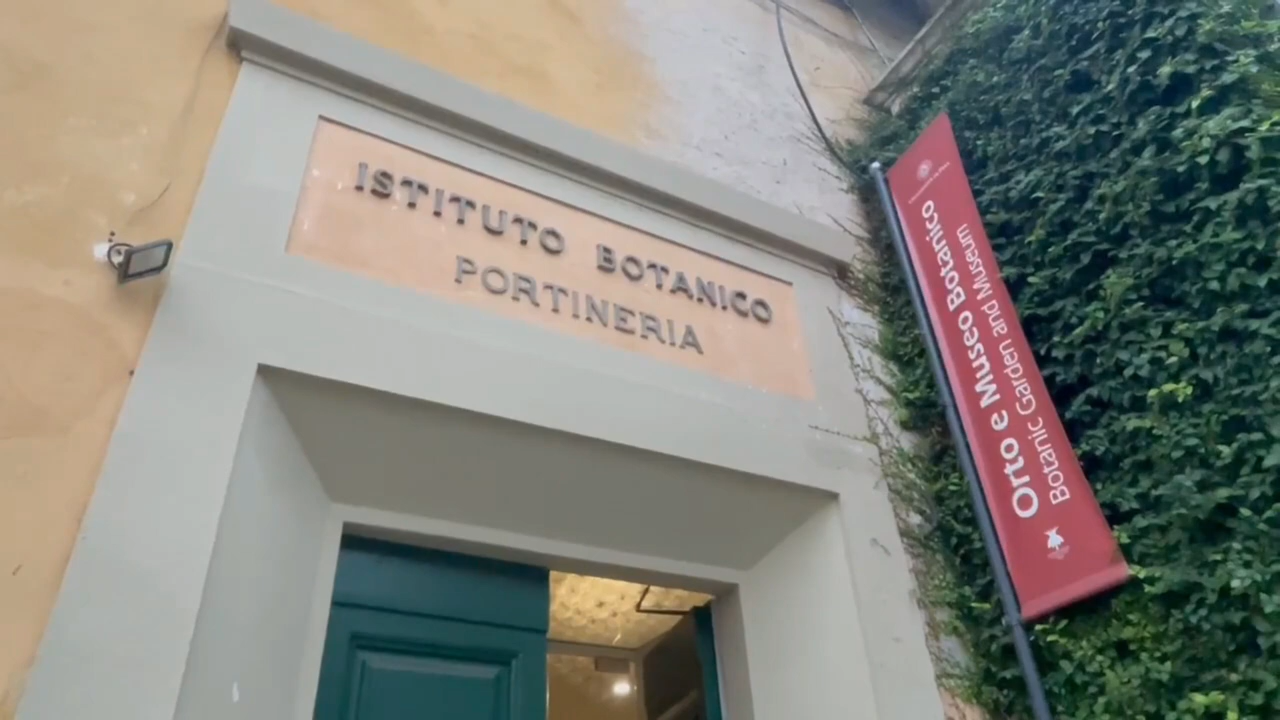 ISTITUTO BOTANICO
PORTINERIA
Orto e Museo Botanico
Botanic Garden and Museum